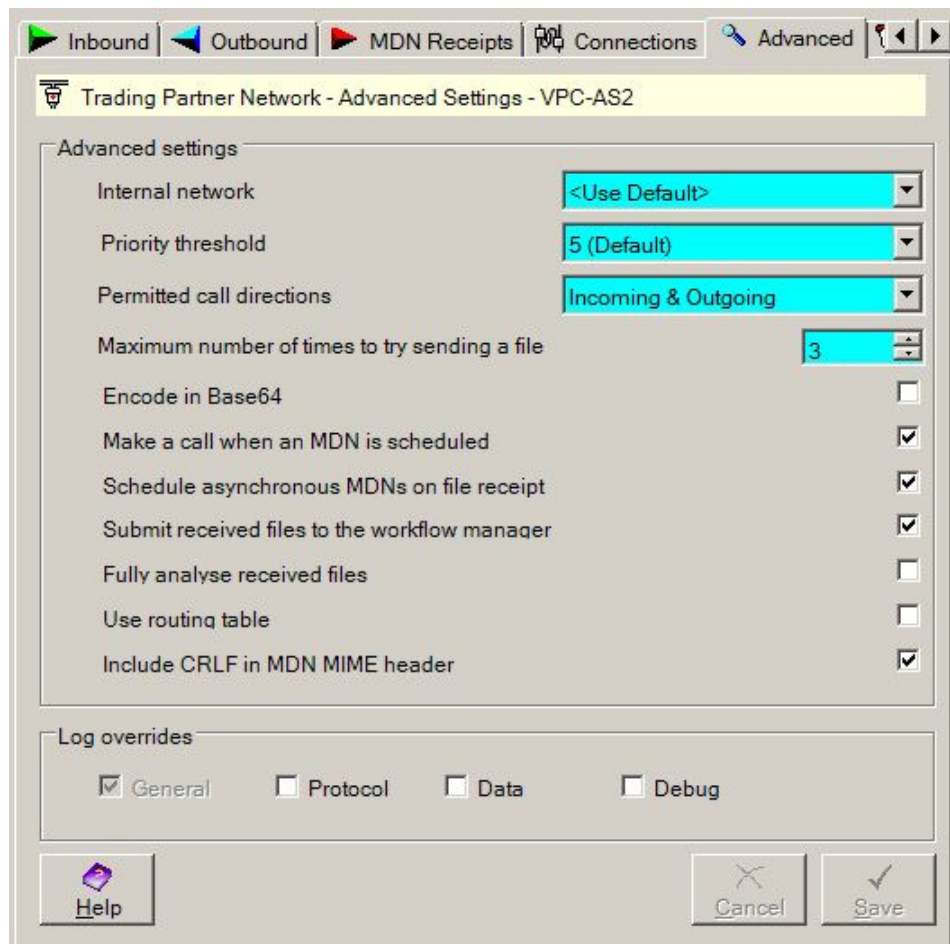 Inbound Outbound MDN Receipts Connections Advanced
Trading Partner Network - Advanced Settings - VPC-AS2
Advanced settings
Internal network <Use Default>
Priority threshold 5 (Default)
Permitted call directions Incoming & Outgoing
Maximum number of times to try sending a file 3
Encode in Base64
Make a call when an MDN is scheduled
Schedule asynchronous MDNs on file receipt
Submit received files to the workflow manager
Fully analyse received files
Use routing table
Include CRLF in MDN MIME header
Log overrides
General Protocol Data Debug
Help Cancel Save